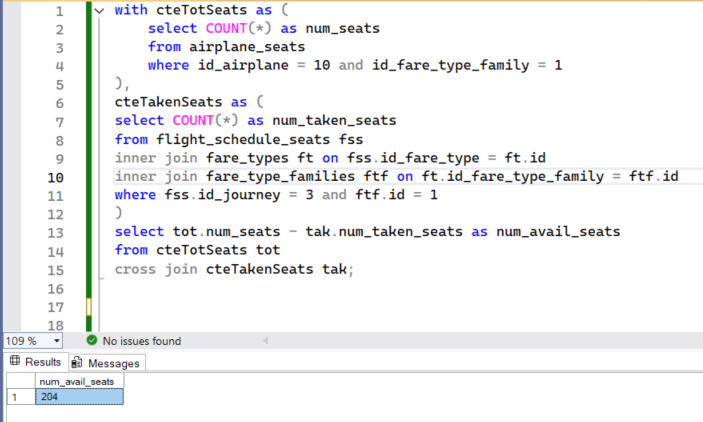 1 with cteTotSeats as (
2 select COUNT(*) as num_seats
3 from airplane_seats
4 where id_airplane = 10 and id_fare_type_family = 1
5 ),
6 cteTakenSeats as (
7 select COUNT(*) as num_taken_seats
8 from flight_schedule_seats fss
9 inner join fare_types ft on fss.id_fare_type = ft.id
10 inner join fare_type_families ftf on ft.id_fare_type_family = ftf.id
11 where fss.id_journey = 3 and ftf.id = 1
12 )
13 select tot.num_seats - tak.num_taken_seats as num_avail_seats
14 from cteTotSeats tot
15 cross join cteTakenSeats tak;
16
17
18
109 % No issues found
Results Messages
num_avail_seats
1 204